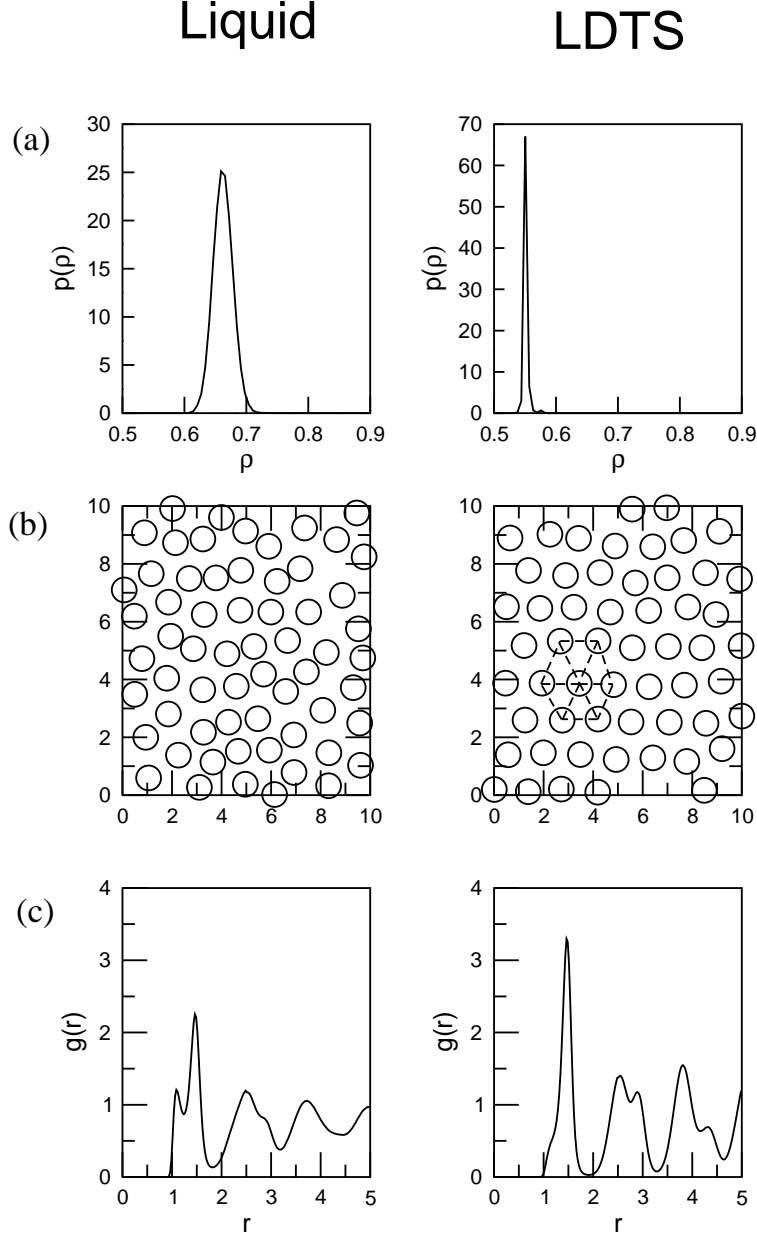 Liquid LDTS
(a)
30 70
25 60
20 50
15 40
10 30
5 20
0 10
0
p(ρ) p(ρ)
0.5 0.6 0.7 0.8 0.9 0.5 0.6 0.7 0.8 0.9
ρ ρ
(b)
10 10
8 8
6 6
4 4
2 2
0 0
0 2 4 6 8 10 0 2 4 6 8 10
(c)
4 4
3 3
2 2
1 1
0 0
g(r) g(r)
0 1 2 3 4 5 0 1 2 3 4 5
r r